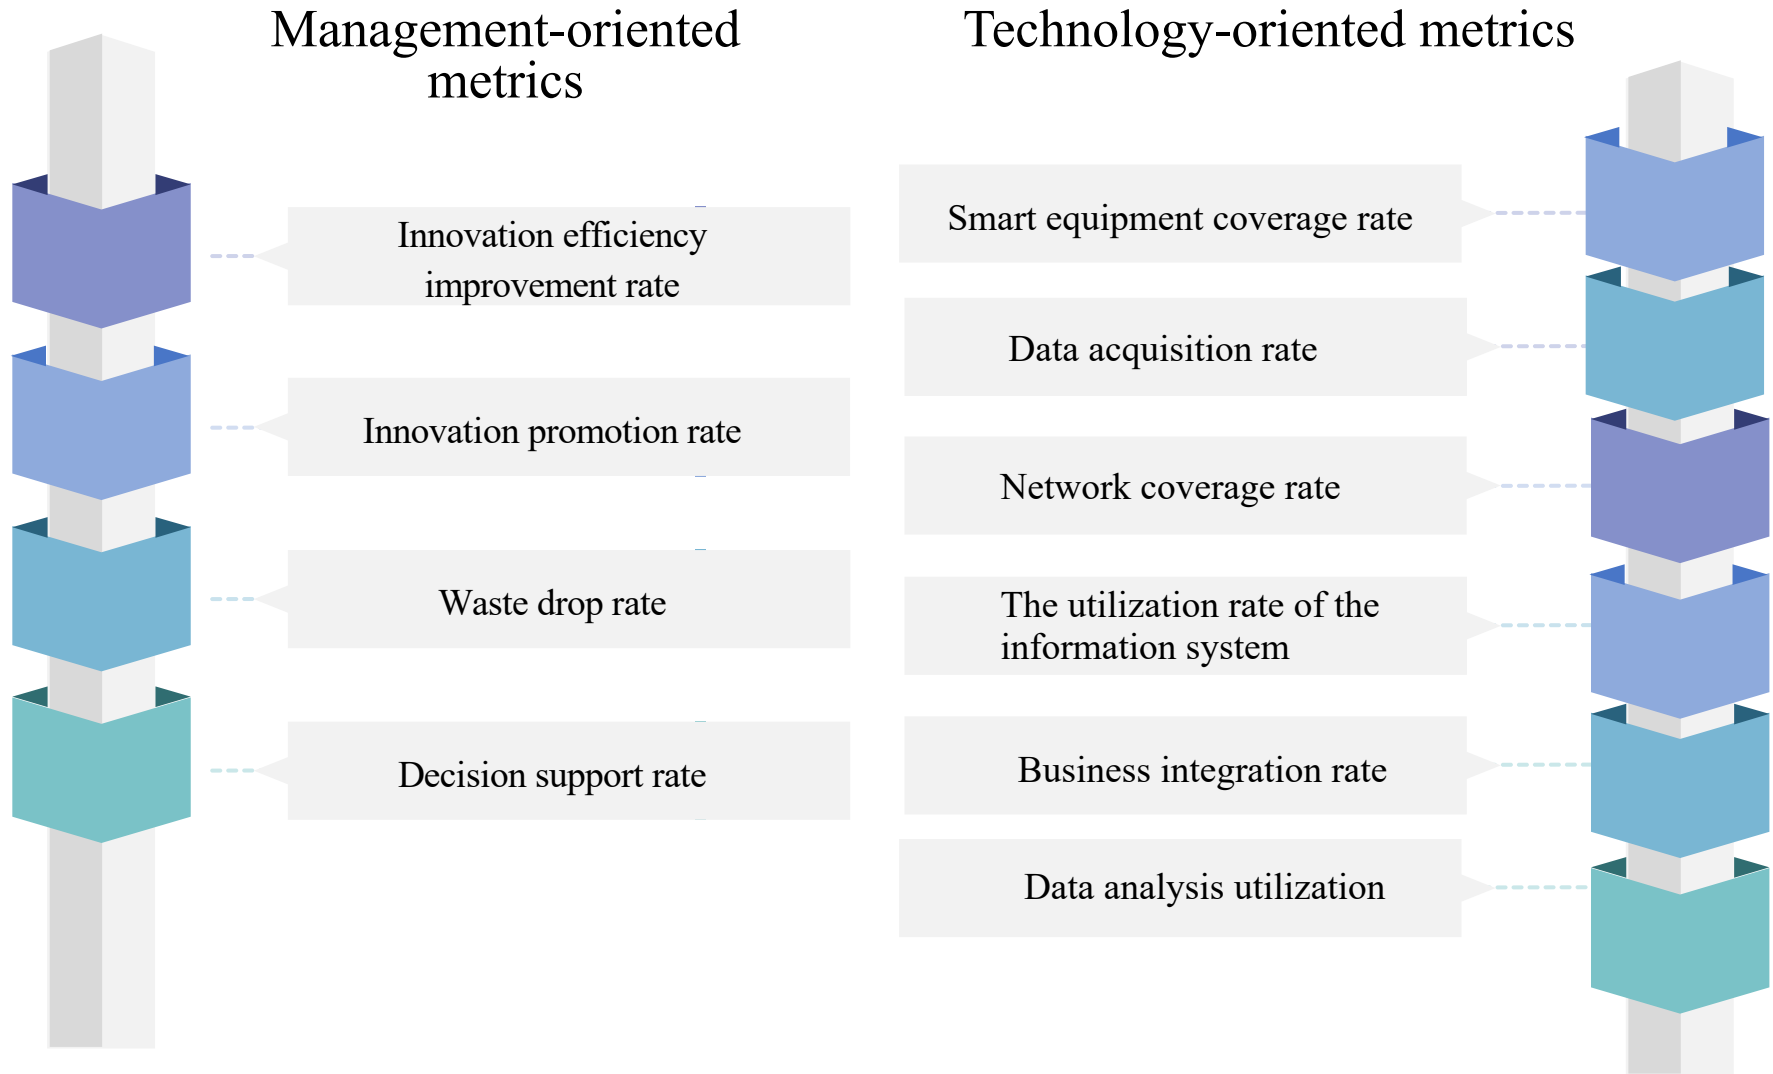 Management-oriented
metrics
Innovation efficiency
improvement rate
Innovation promotion rate
Waste drop rate
Decision support rate
Technology-oriented metrics
Smart equipment coverage rate
Data acquisition rate
Network coverage rate
The utilization rate of the
information system
Business integration rate
Data analysis utilization